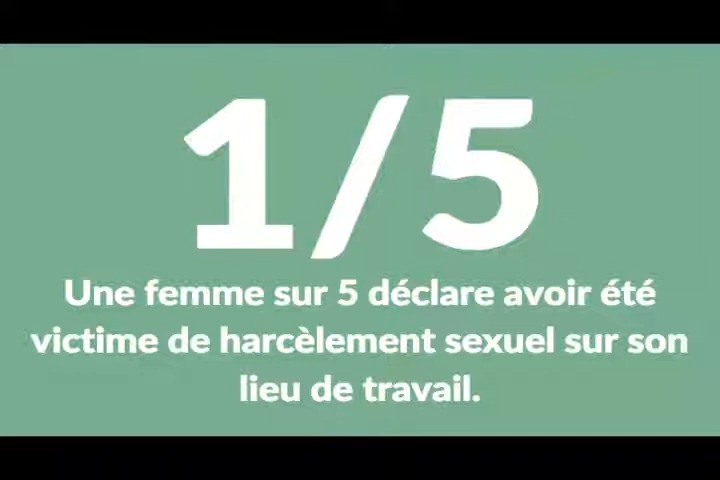 1/5
Une femme sur 5 déclare avoir été
victime de harcèlement sexuel sur son
lieu de travail.